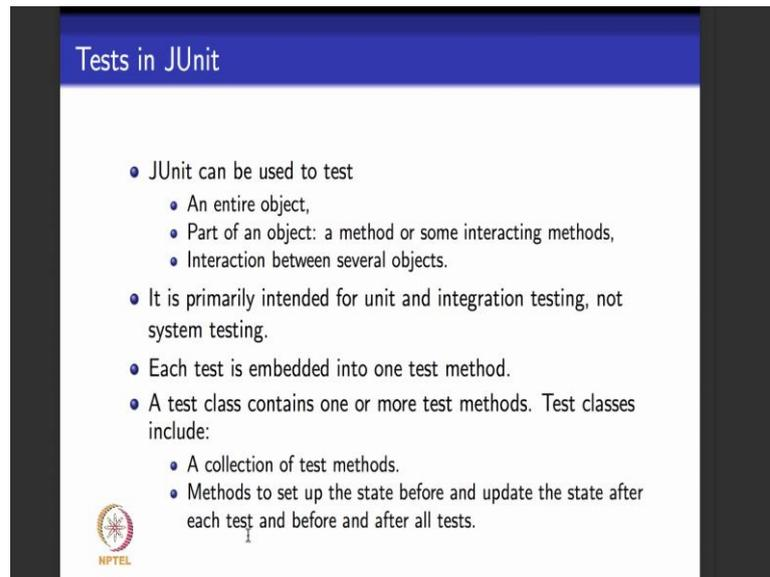 Tests in JUnit
JUnit can be used to test
An entire object,
Part of an object: a method or some interacting methods,
Interaction between several objects.
It is primarily intended for unit and integration testing, not
system testing.
Each test is embedded into one test method.
A test class contains one or more test methods. Test classes
include:
A collection of test methods.
Methods to set up the state before and update the state after
each test and before and after all tests.
NPTEL